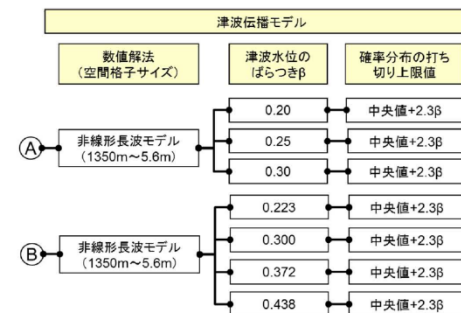 津波伝播モデル
数値解法
（空間格子サイズ）
津波水位の
ばらつきβ
確率分布の打ち
切り上限値
A
非線形長波モデル
（1350m～5.6m）
0.20
中央値+2.3β
0.25
中央値+2.3β
0.30
中央値+2.3β
B
非線形長波モデル
（1350m～5.6m）
0.223
中央値+2.3β
0.300
中央値+2.3β
0.372
中央値+2.3β
0.438
中央値+2.3β